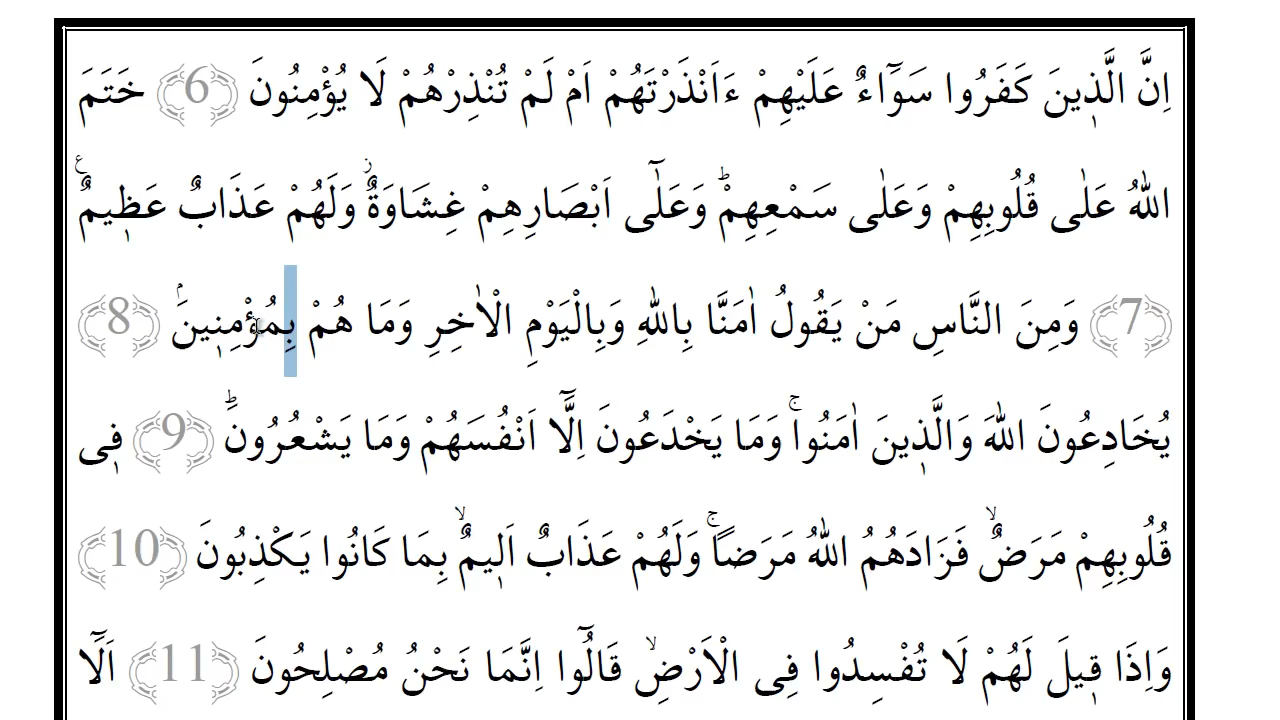 اِنَّ الَّذٖينَ كَفَرُوا سَوَٓاءٌ عَلَيْهِمْ ءَاَنْذَرْتَهُمْ اَمْ لَمْ تُنْذِرْهُمْ لَا يُؤْمِنُونَ ﴿6﴾ خَتَمَ
اللّٰهُ عَلٰى قُلُوبِهِمْ وَعَلٰى سَمْعِهِمْؕ وَعَلٰٓى اَبْصَارِهِمْ غِشَاوَةٌؗ وَلَهُمْ عَذَابٌ عَظٖيمٌࣖ
﴿7﴾ وَمِنَ النَّاسِ مَنْ يَقُولُ اٰمَنَّا بِاللّٰهِ وَبِالْيَوْمِ الْاٰخِرِ وَمَا هُمْ بِمُؤْمِنٖينَۢ ﴿8﴾
يُخَادِعُونَ اللّٰهَ وَالَّذٖينَ اٰمَنُواۚ وَمَا يَخْدَعُونَ اِلَّٓا اَنْفُسَهُمْ وَمَا يَشْعُرُونَؕ ﴿9﴾ فٖى
قُلُوبِهِمْ مَرَضٌۙ فَزَادَهُمُ اللّٰهُ مَرَضًاۚ وَلَهُمْ عَذَابٌ اَلٖيمٌۙ بِمَا كَانُوا يَكْذِبُونَ ﴿10﴾
وَاِذَا قٖيلَ لَهُمْ لَا تُفْسِدُوا فِى الْاَرْضِۙ قَالُٓوا اِنَّمَا نَحْنُ مُصْلِحُونَ ﴿11﴾ اَلَٓا